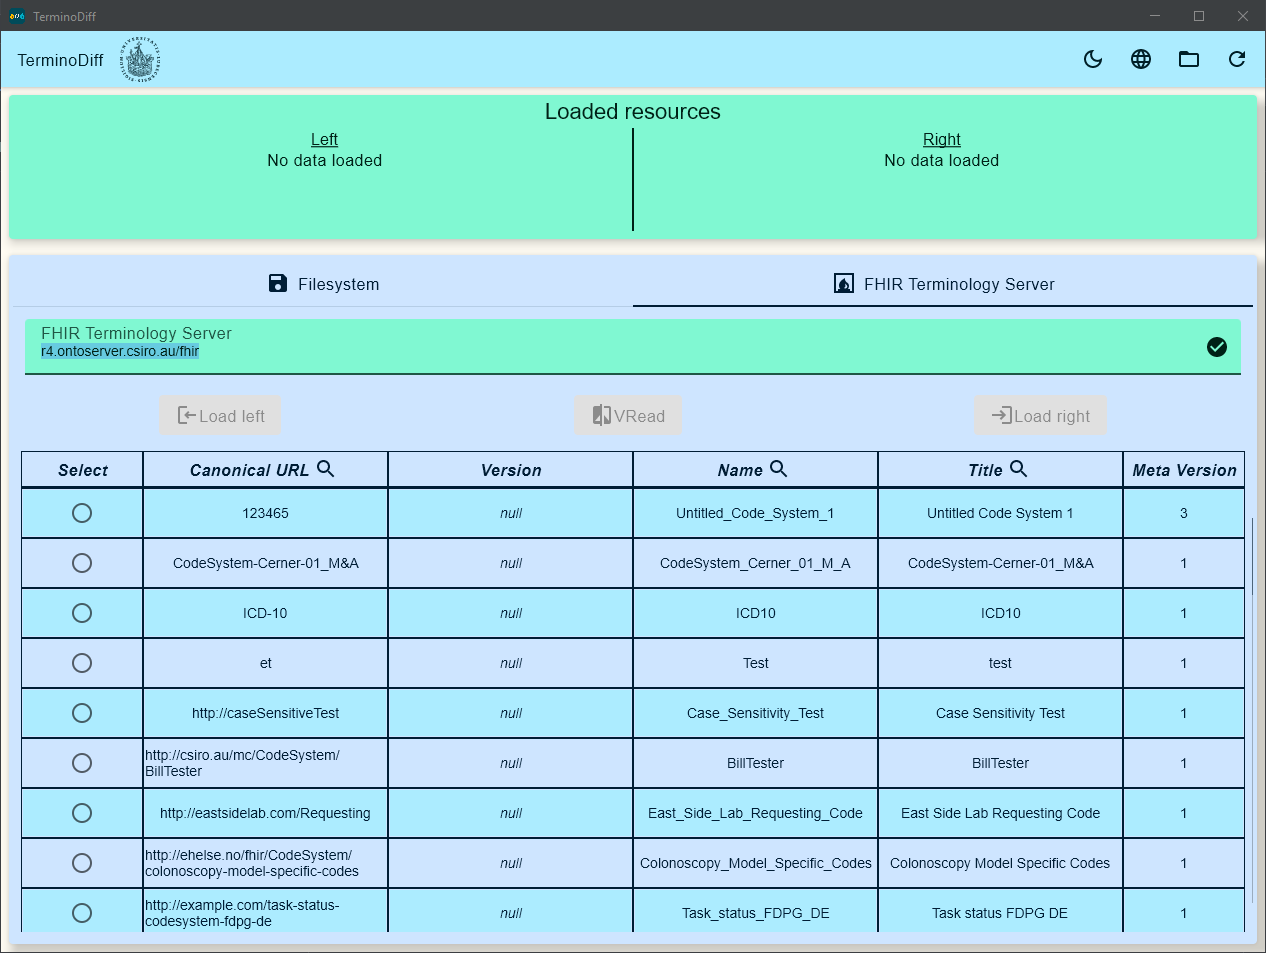 TerminoDiff
TerminoDiff
Loaded resources
Left
No data loaded
Right
No data loaded
Filesystem
FHIR Terminology Server
FHIR Terminology Server
r4.ontoserver.csiro.au/fhir
Load left
VRead
Load right
Select Canonical URL Version Name Title Meta Version
123465 null Untitled_Code_System_1 Untitled Code System 1 3
CodeSystem-Cerner-01_M&A null CodeSystem_Cerner_01_M_A CodeSystem-Cerner-01_M&A 1
ICD-10 null ICD10 ICD10 1
et null Test test 1
http://caseSensitiveTest null Case_Sensitivity_Test Case Sensitivity Test 1
http://csiro.au/mc/CodeSystem/
BillTester null BillTester BillTester 1
http://eastsidelab.com/Requesting null East_Side_Lab_Requesting_Code East Side Lab Requesting Code 1
http://ehelse.no/fhir/CodeSystem/
colonoscopy-model-specific-codes null Colonoscopy_Model_Specific_Codes Colonoscopy Model Specific Codes 1
http://example.com/task-status-
codesystem-fdpg-de null Task_status_FDPG_DE Task status FDPG DE 1